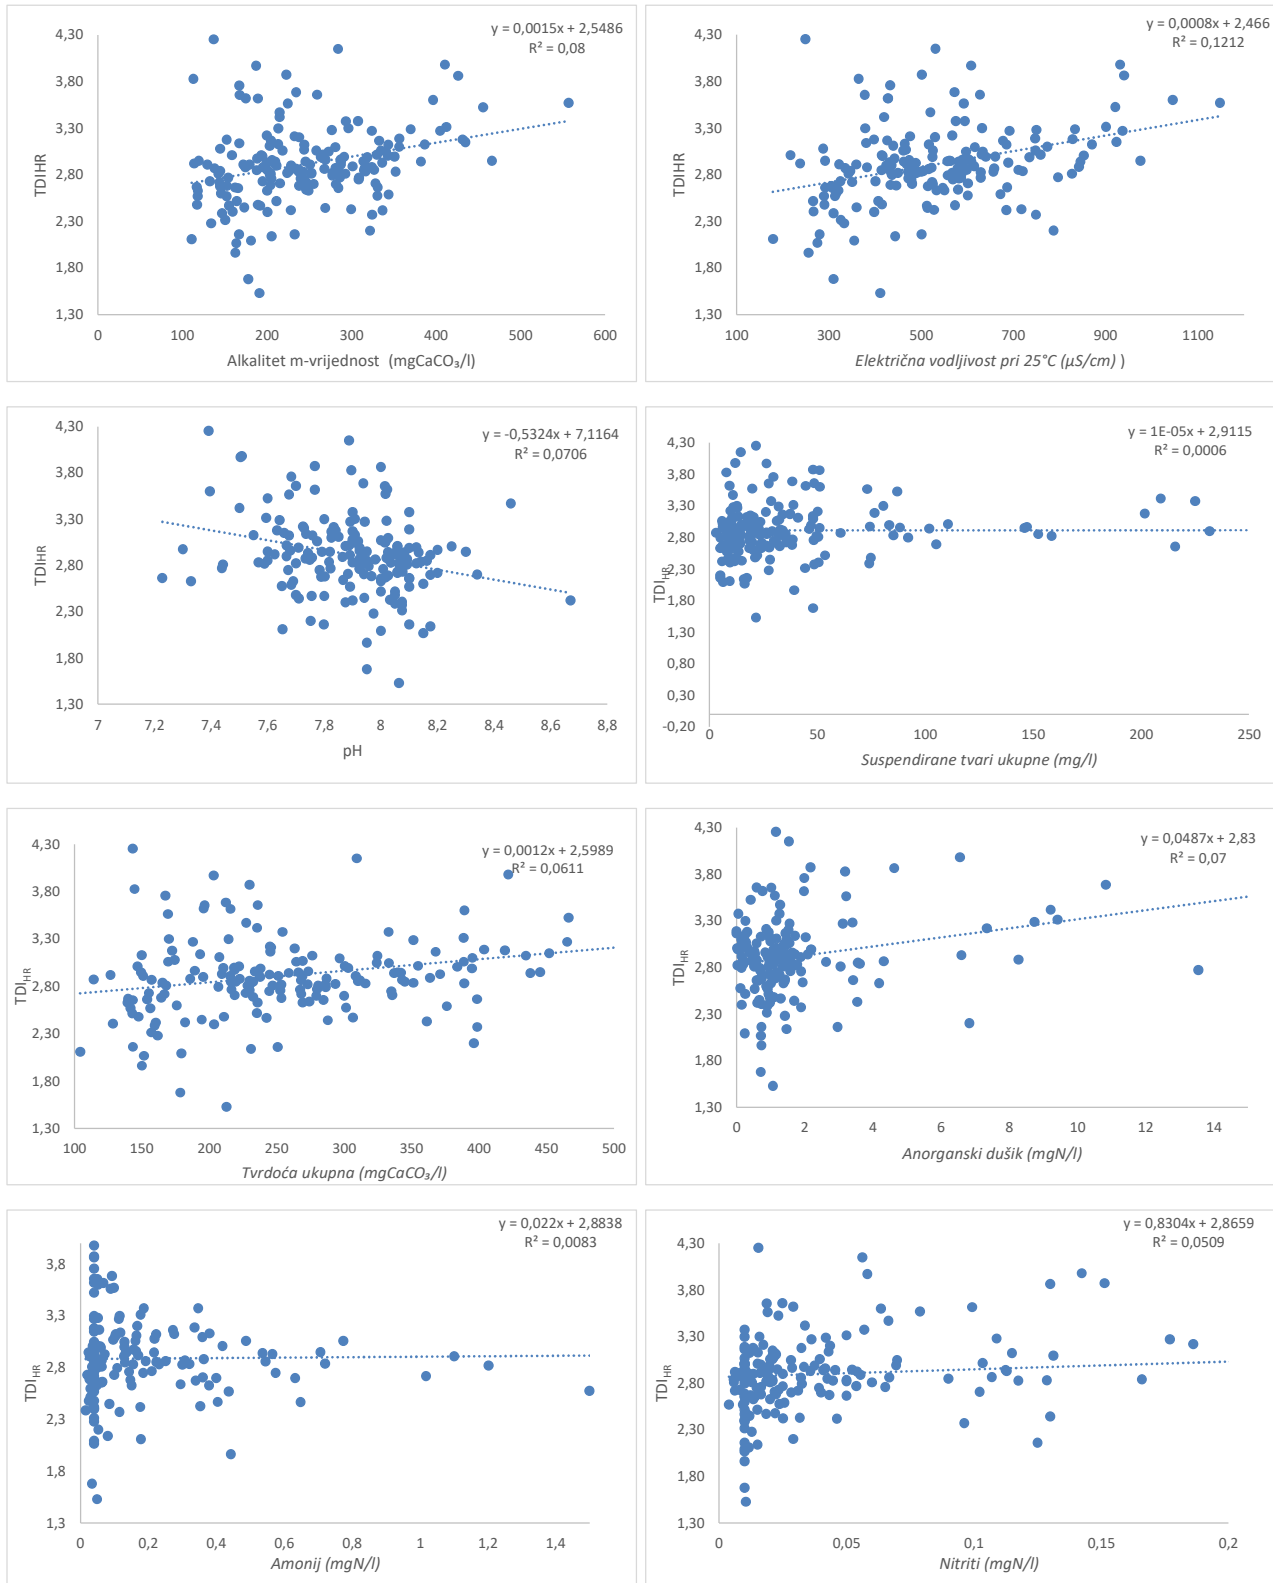 y = 0,0015x + 2,5486
R² = 0,08
4,30
3,80
3,30
2,80
2,30
1,80
1,30
TDIHR
0 100 200 300 400 500 600
Alkalitet m-vrijednost (mgCaCO₃/l)
y = 0,0008x + 2,466
R² = 0,1212
4,30
3,80
3,30
2,80
2,30
1,80
1,30
TDIHR
100 300 500 700 900 1100
Električna vodljivost pri 25°C (µS/cm) )
y = -0,5324x + 7,1164
R² = 0,0706
4,30
3,80
3,30
2,80
2,30
1,80
1,30
TDIHR
7 7,2 7,4 7,6 7,8 8 8,2 8,4 8,6 8,8
pH
y = 1E-05x + 2,9115
R² = 0,0006
4,30
3,80
3,30
2,80
2,30
1,80
1,30
0,80
0,30
-0,20
TDIHR
0 50 100 150 200 250
Suspendirane tvari ukupne (mg/l)
y = 0,0012x + 2,5989
R² = 0,0611
4,30
3,80
3,30
2,80
2,30
1,80
1,30
TDIHR
100 150 200 250 300 350 400 450 500
Tvrdoća ukupna (mgCaCO₃/l)
y = 0,0487x + 2,83
R² = 0,07
4,30
3,80
3,30
2,80
2,30
1,80
1,30
TDIHR
0 2 4 6 8 10 12 14
Anorganski dušik (mgN/l)
y = 0,022x + 2,8838
R² = 0,0083
3,8
3,3
2,8
2,3
1,8
1,3
TDIHR
0 0,2 0,4 0,6 0,8 1 1,2 1,4
Amonij (mgN/l)
y = 0,8304x + 2,8659
R² = 0,0509
4,30
3,80
3,30
2,80
2,30
1,80
1,30
TDIHR
0 0,05 0,1 0,15 0,2
Nitriti (mgN/l)